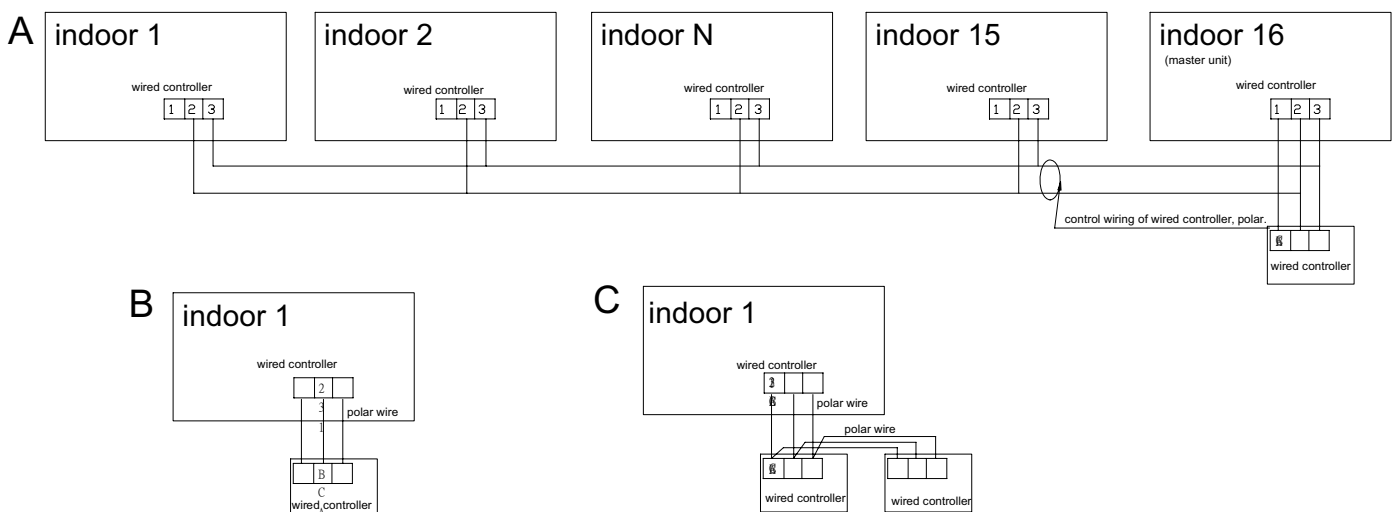 A
indoor 1
wired controller
1 2 3
indoor 2
wired controller
1 2 3
indoor N
wired controller
1 2 3
indoor 15
wired controller
1 2 3
indoor 16
(master unit)
wired controller
1 2 3
control wiring of wired controller, polar.
wired controller
B
indoor 1
wired controller
2
3
1
polar wire
B
C
wired controller
C
indoor 1
wired controller
polar wire
polar wire
wired controller
wired controller